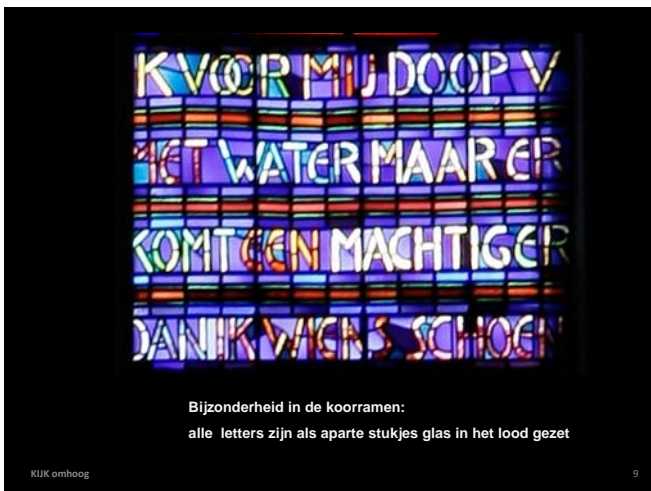 K VOOR MIJ DOOP V
MET WATER MAAR ER
KOMT EEN MACHTIGER
DAN IK WIENS SCHOEN
Bijzonderheid in de koorramen:
alle letters zijn als aparte stukjes glas in het lood gezet
KIJK omhoog
9